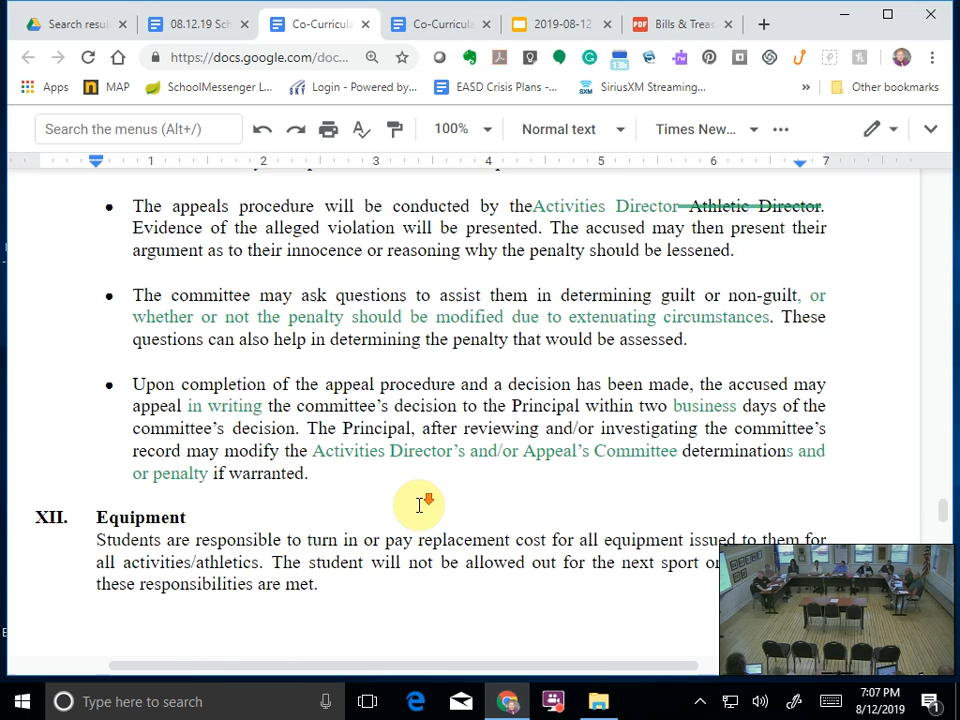 Search resu
08.12.19 Sch
Co-Curricula
Co-Curricula
2019-08-12
PDF Bills & Treas
https://docs.google.com/doc...
13h
Apps
MAP
SchoolMessenger L...
Login - Powered by...
EASD Crisis Plans -...
SiriusXM Streaming...
Other bookmarks
Search the menus (Alt+/)
100%
Normal text
Times New...
1 2 3 4 5 6 7
• The appeals procedure will be conducted by theActivities Director Athletic Director.
Evidence of the alleged violation will be presented. The accused may then present their
argument as to their innocence or reasoning why the penalty should be lessened.
• The committee may ask questions to assist them in determining guilt or non-guilt, or
whether or not the penalty should be modified due to extenuating circumstances. These
questions can also help in determining the penalty that would be assessed.
• Upon completion of the appeal procedure and a decision has been made, the accused may
appeal in writing the committee's decision to the Principal within two business days of the
committee's decision. The Principal, after reviewing and/or investigating the committee's
record may modify the Activities Director's and/or Appeal's Committee determinations and
or penalty if warranted.
XII. Equipment
Students are responsible to turn in or pay replacement cost for all equipment issued to them for
all activities/athletics. The student will not be allowed out for the next sport or
these responsibilities are met.
Type here to search
7:07 PM
8/12/2019
1